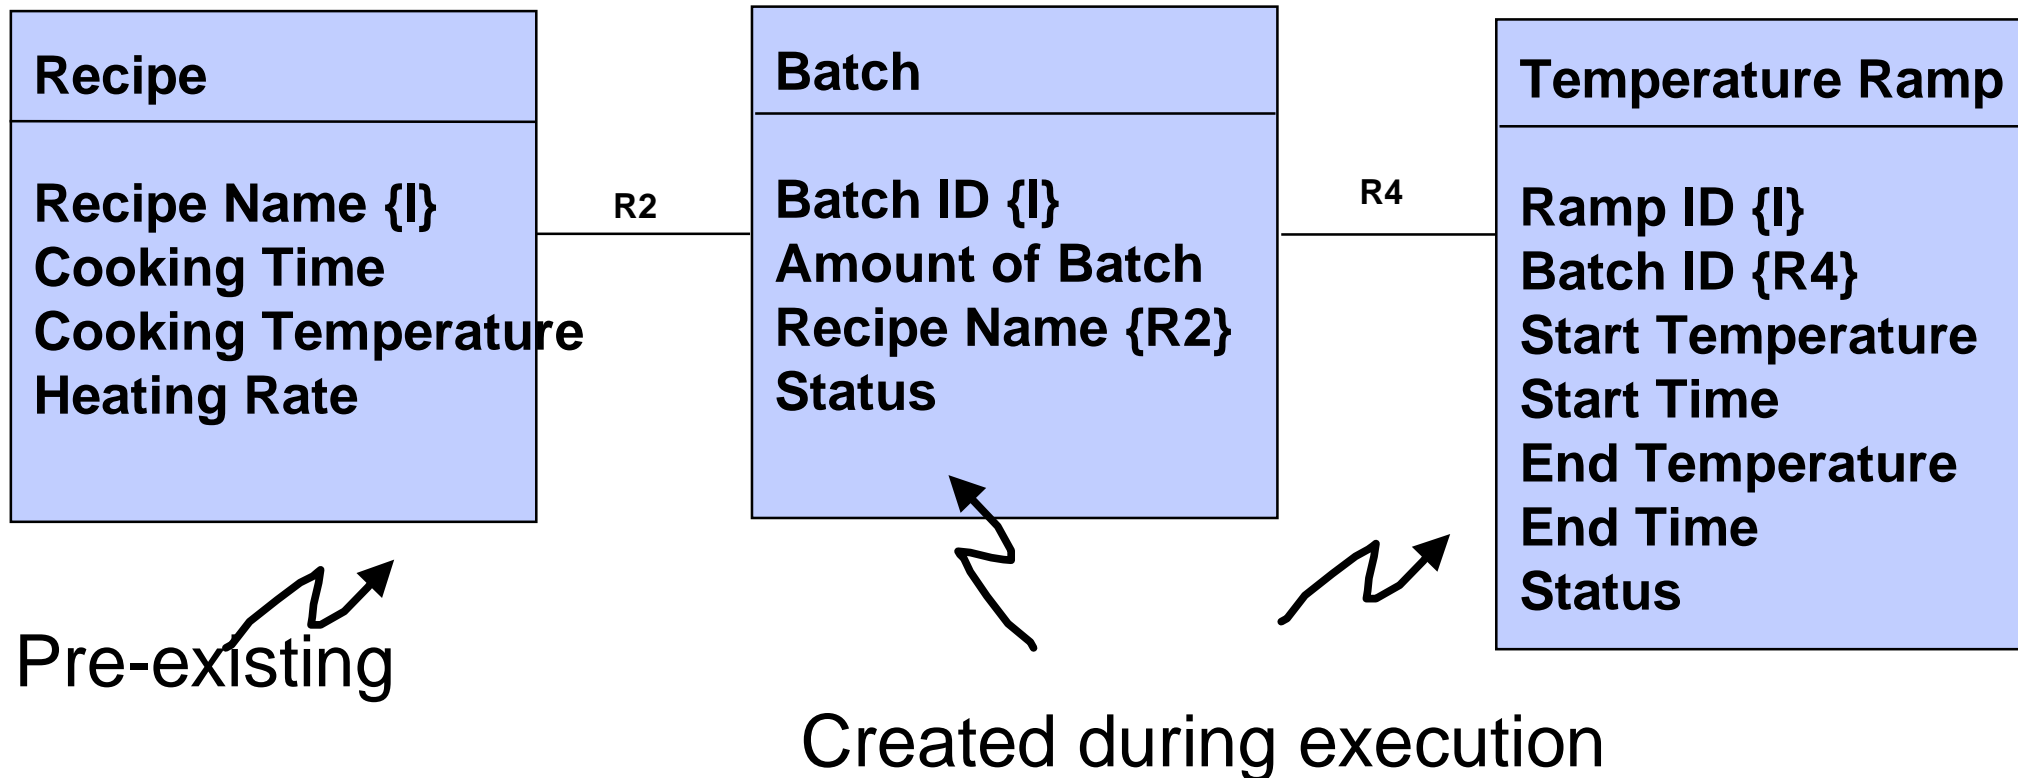 Recipe
Recipe Name {I}
Cooking Time
Cooking Temperature
Heating Rate
R2
Batch
Batch ID {I}
Amount of Batch
Recipe Name {R2}
Status
R4
Temperature Ramp
Ramp ID {I}
Batch ID {R4}
Start Temperature
Start Time
End Temperature
End Time
Status
Pre-existing
Created during execution